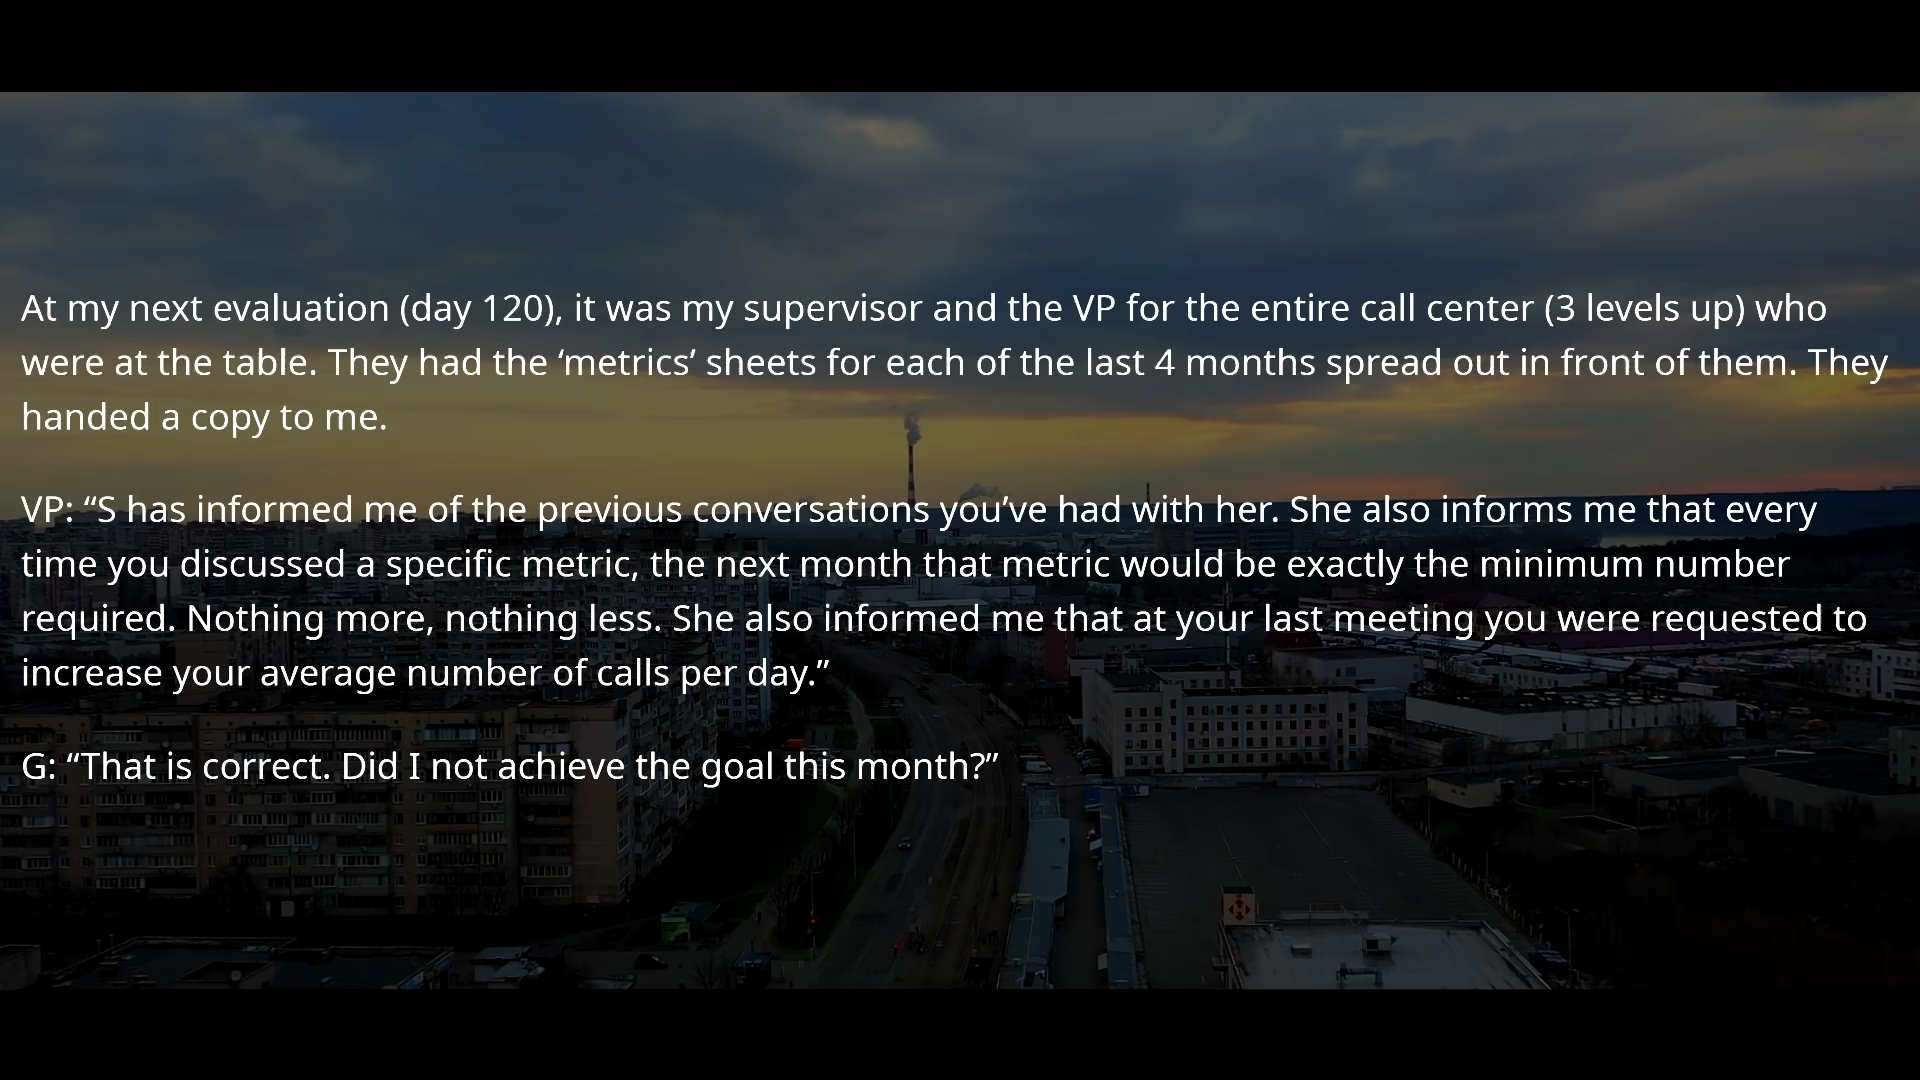 At my next evaluation (day 120), it was my supervisor and the VP for the entire call center (3 levels up) who
were at the table. They had the ‘metrics’ sheets for each of the last 4 months spread out in front of them. They
handed a copy to me.
VP: “S has informed me of the previous conversations you’ve had with her. She also informs me that every
time you discussed a specific metric, the next month that metric would be exactly the minimum number
required. Nothing more, nothing less. She also informed me that at your last meeting you were requested to
increase your average number of calls per day.”
G: “That is correct. Did I not achieve the goal this month?”